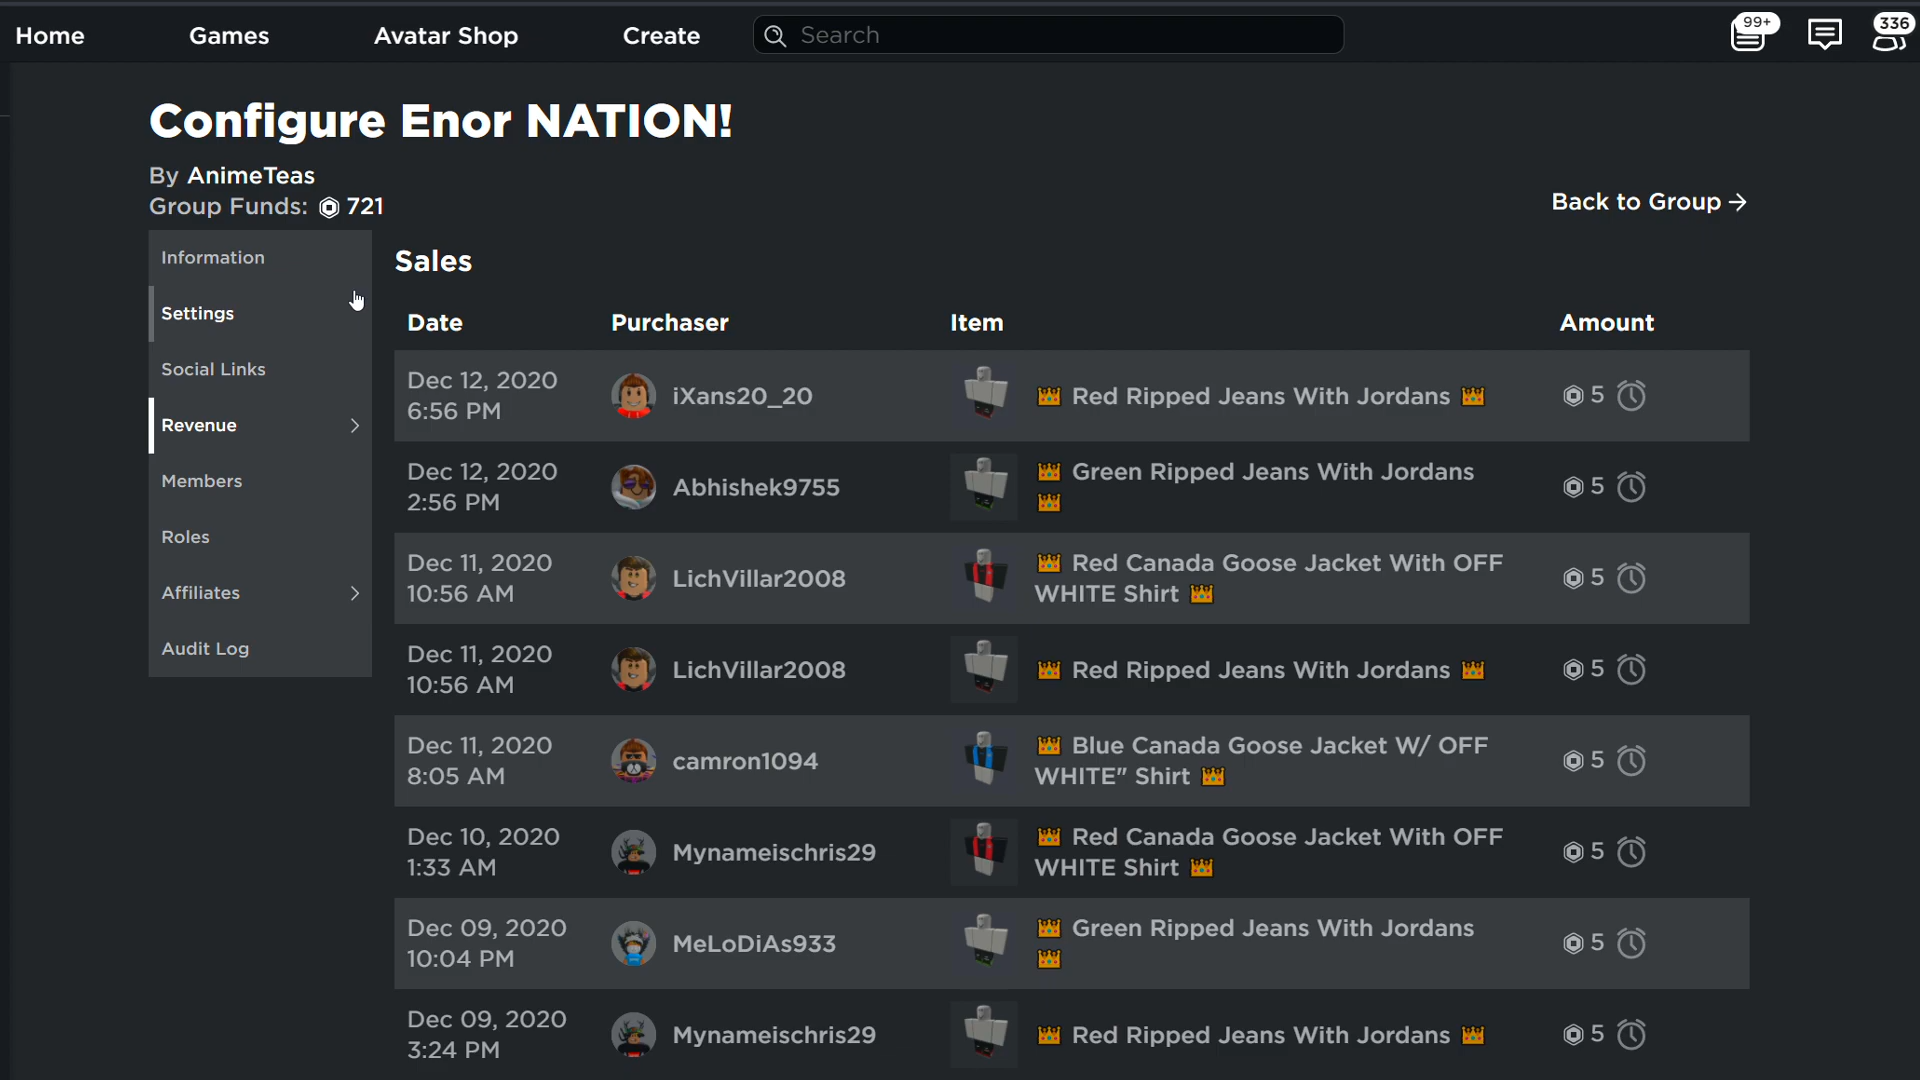 Home Games Avatar Shop Create Search 99+ 336
Configure Enor NATION!
By AnimeTeas
Group Funds: 721
Back to Group →
Information
Settings
Social Links
Revenue
Members
Roles
Affiliates
Audit Log
Sales
Date Purchaser Item Amount
Dec 12, 2020
6:56 PM
iXans20_20
👑 Red Ripped Jeans With Jordans 👑
5
Dec 12, 2020
2:56 PM
Abhishek9755
👑 Green Ripped Jeans With Jordans
👑
5
Dec 11, 2020
10:56 AM
LichVillar2008
👑 Red Canada Goose Jacket With OFF
WHITE Shirt 👑
5
Dec 11, 2020
10:56 AM
LichVillar2008
👑 Red Ripped Jeans With Jordans 👑
5
Dec 11, 2020
8:05 AM
camron1094
👑 Blue Canada Goose Jacket W/ OFF
WHITE" Shirt 👑
5
Dec 10, 2020
1:33 AM
Mynameischris29
👑 Red Canada Goose Jacket With OFF
WHITE Shirt 👑
5
Dec 09, 2020
10:04 PM
MeLoDiAs933
👑 Green Ripped Jeans With Jordans
👑
5
Dec 09, 2020
3:24 PM
Mynameischris29
👑 Red Ripped Jeans With Jordans 👑
5